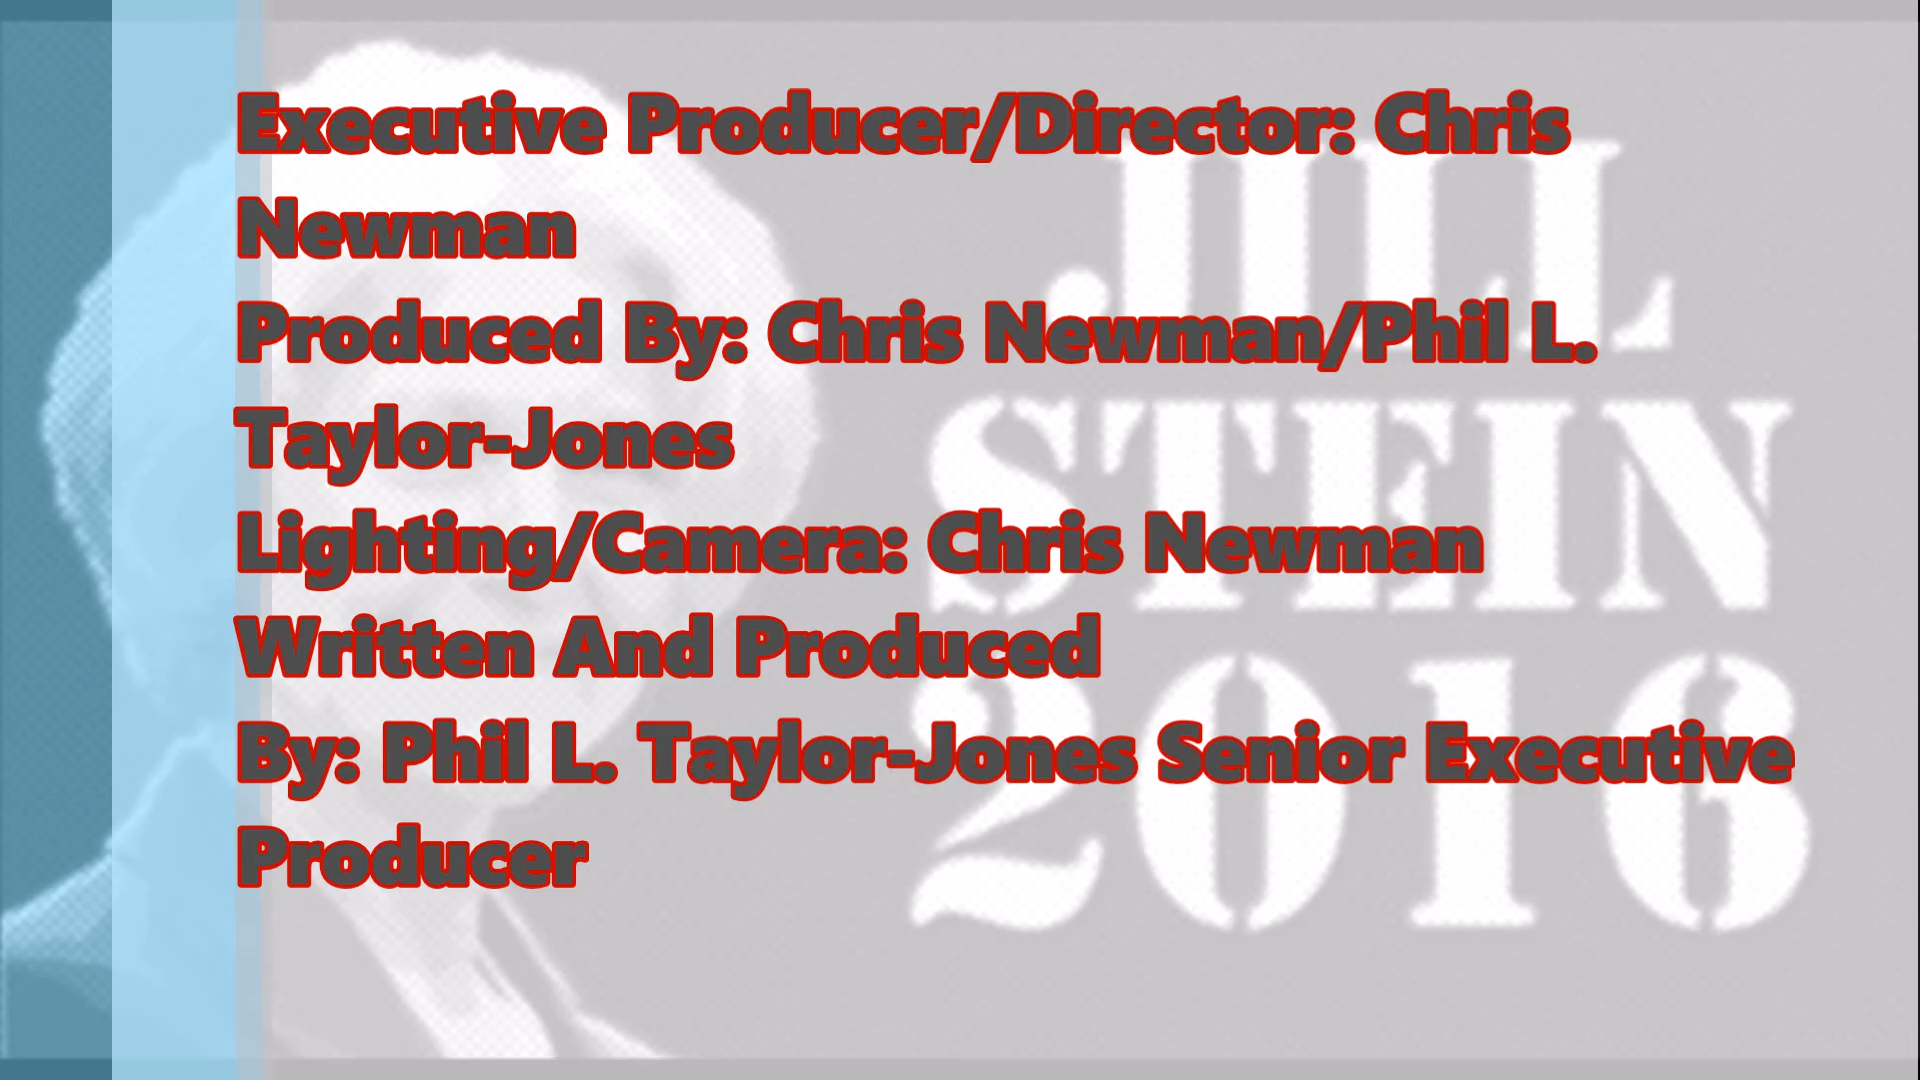 Executive Producer/Director: Chris
Newman
Produced By: Chris Newman/Phil L.
Taylor-Jones
Lighting/Camera: Chris Newman
Written And Produced
By: Phil L. Taylor-Jones Senior Executive
Producer
JILL
STEIN
2016